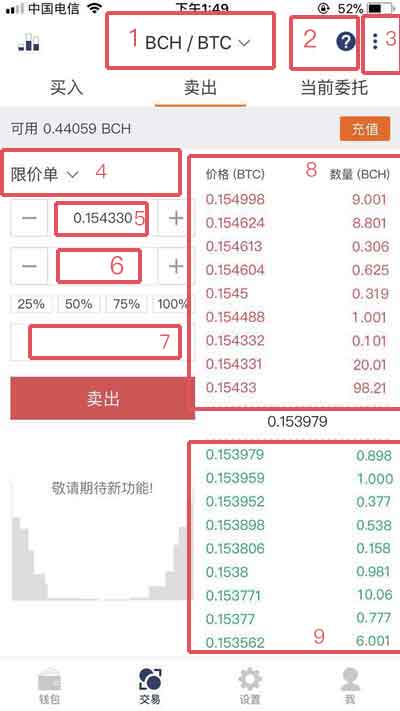 中国电信 下午1:49 52%
1 BCH / BTC 2 ? 3
买入 卖出 当前委托
可用 0.44059 BCH 充值
限价单 4
价格 (BTC) 8 数量 (BCH)
0.154998 9.001
— 0.154330 5 +
0.154624 8.801
0.154613 0.306
— 6 +
0.154604 0.625
25% 50% 75% 100%
0.1545 0.319
0.154488 1.001
7
0.154332 0.101
0.154331 20.01
0.15433 98.21
卖出
0.153979
0.153979 0.898
0.153959 1.000
敬请期待新功能!
0.153952 0.377
0.153898 0.538
0.153806 0.158
0.1538 0.981
0.153771 10.06
0.15377 0.777
0.153562 9 6.001
钱包 交易 设置 我